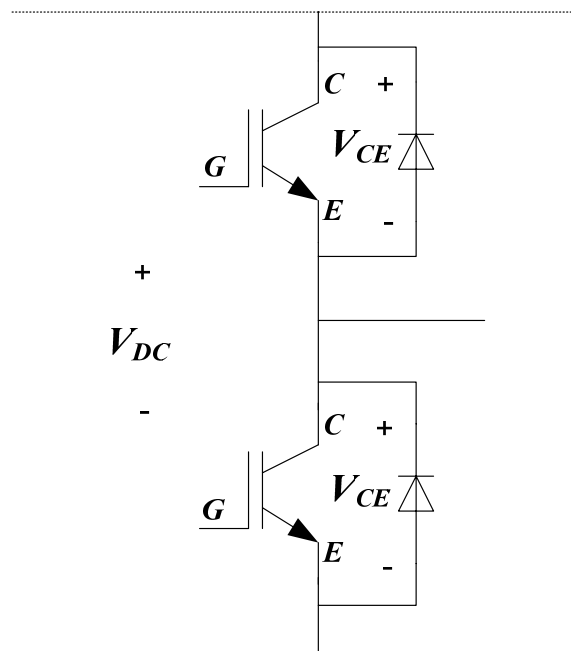 C +
G V_CE
E -
+
V_DC
-
C +
G V_CE
E -